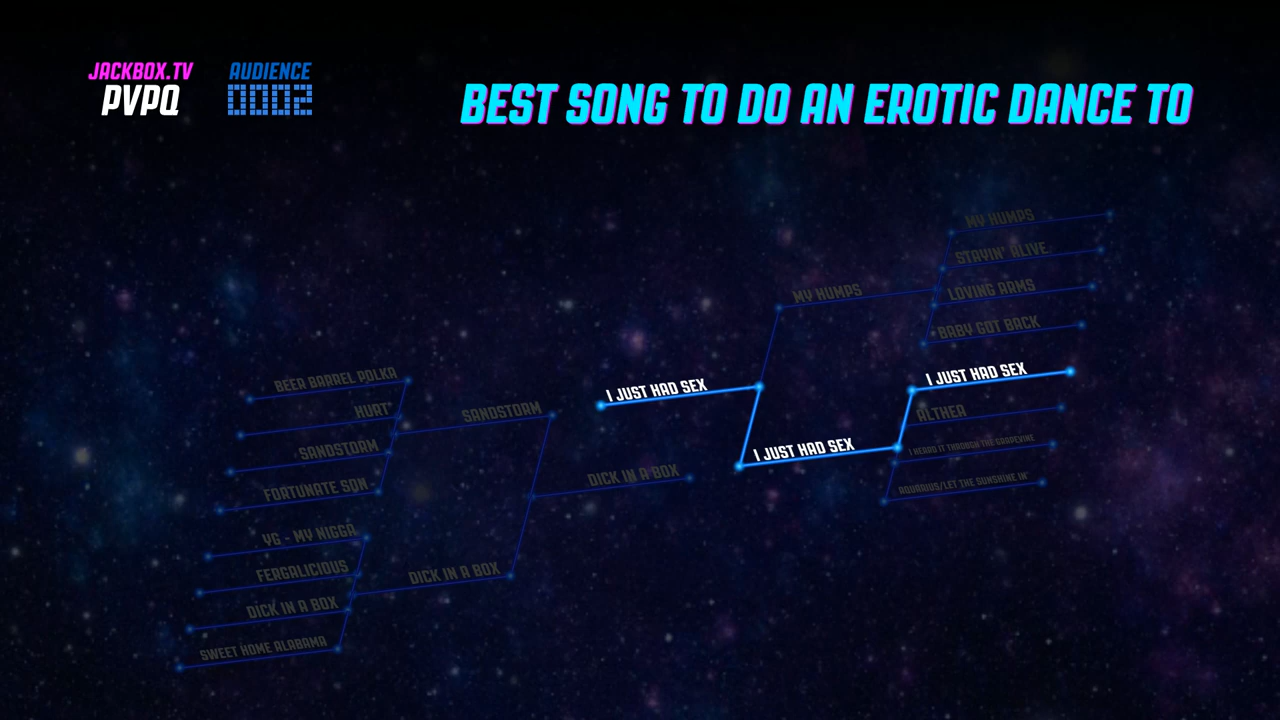 JACKBOX.TV
PVPQ
AUDIENCE
0002
BEST SONG TO DO AN EROTIC DANCE TO
BEER BARREL POLKA
HURT
SANDSTORM
FORTUNATE SON
YG - MY NIGGA
FERGALICIOUS
DICK IN A BOX
SWEET HOME ALABAMA
SANDSTORM
DICK IN A BOX
DICK IN A BOX
I JUST HAD SEX
MY HUMPS
I JUST HAD SEX
MY HUMPS
STAYIN' ALIVE
LOVING ARMS
BABY GOT BACK
I JUST HAD SEX
ALTHEA
I HEARD IT THROUGH THE GRAPEVINE
AQUARIUS/LET THE SUNSHINE IN